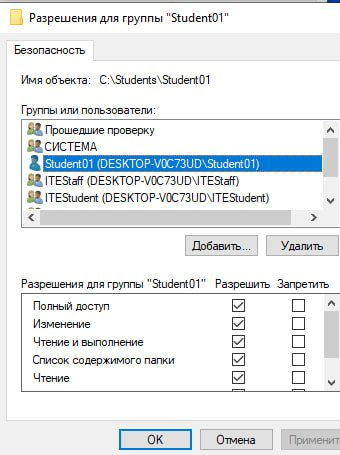 Разрешения для группы "Student01"
Безопасность
Имя объекта: C:\Students\Student01
Группы или пользователи:
Прошедшие проверку
СИСТЕМА
Student01 (DESKTOP-V0C73UD\Student01)
ITEStaff (DESKTOP-V0C73UD\ITEStaff)
ITEStudent (DESKTOP-V0C73UD\ITEStudent)
Добавить... Удалить
Разрешения для группы "Student01" Разрешить Запретить
Полный доступ
Изменение
Чтение и выполнение
Список содержимого папки
Чтение
OK Отмена Применит